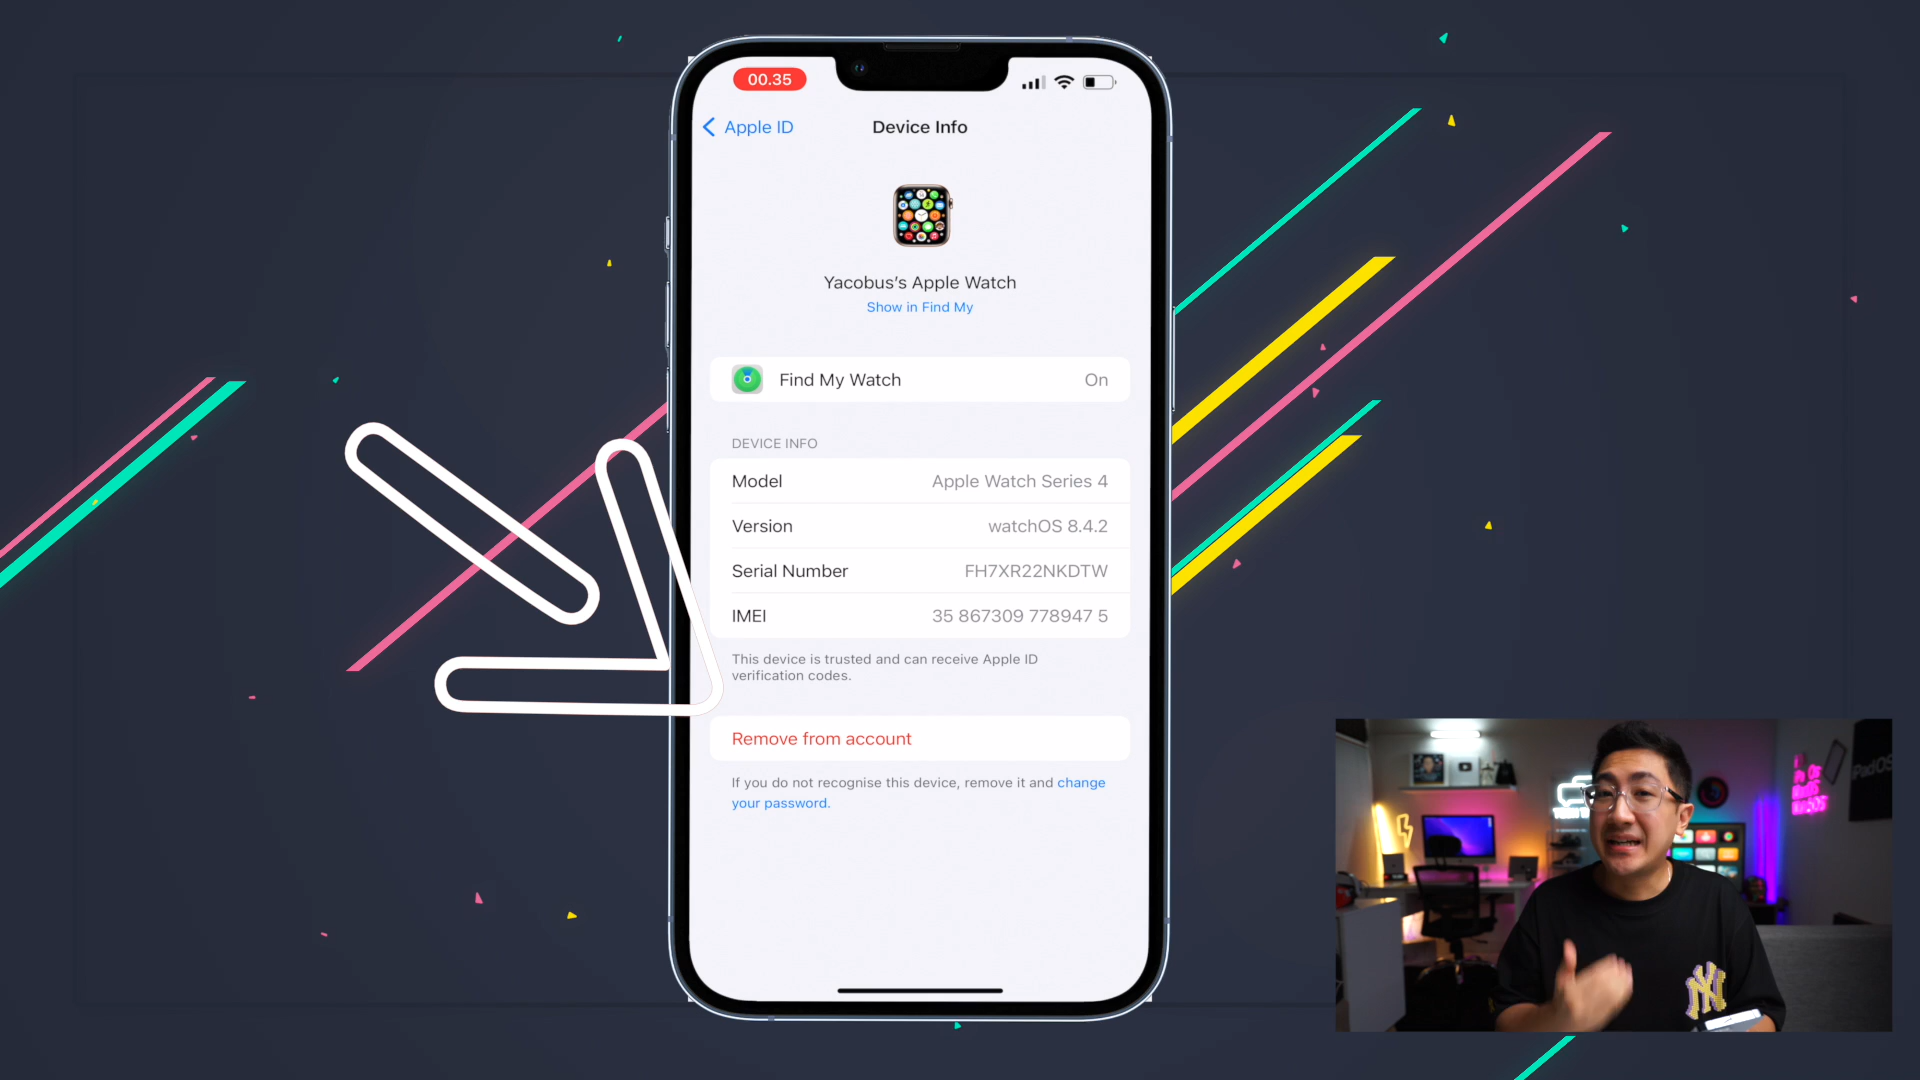 00.35
Apple ID
Device Info
Yacobus's Apple Watch
Show in Find My
Find My Watch On
DEVICE INFO
Model Apple Watch Series 4
Version watchOS 8.4.2
Serial Number FH7XR22NKDTW
IMEI 35 867309 778947 5
This device is trusted and can receive Apple ID
verification codes.
Remove from account
If you do not recognise this device, remove it and change
your password.
iPadOS
NY